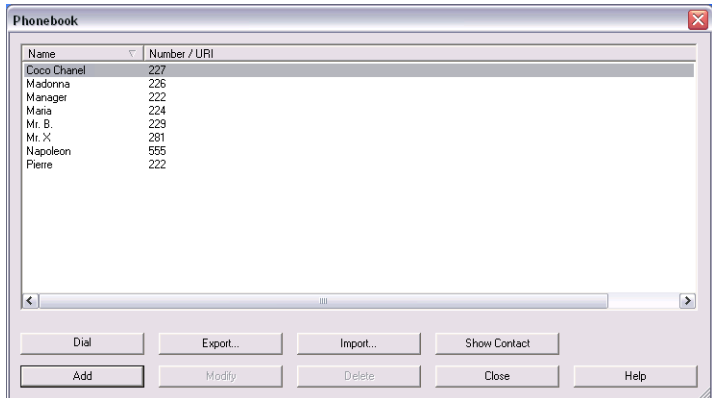 Phonebook
Name Number / URI
Coco Chanel 227
Madonna 226
Manager 222
Maria 224
Mr. B. 229
Mr. X 281
Napoleon 555
Pierre 222
Dial Export... Import... Show Contact
Add Modify Delete Close Help